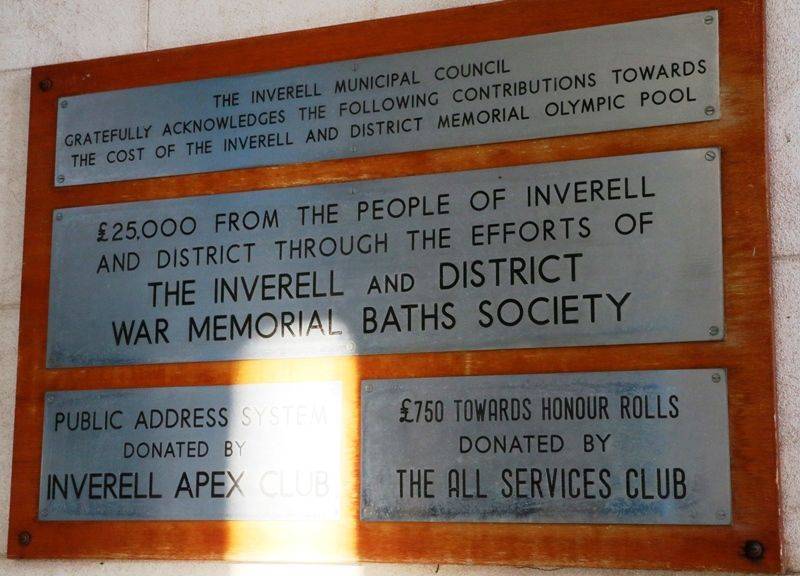 THE INVERELL MUNICIPAL COUNCIL
GRATEFULLY ACKNOWLEDGES THE FOLLOWING CONTRIBUTIONS TOWARDS
THE COST OF THE INVERELL AND DISTRICT MEMORIAL OLYMPIC POOL
£25,000 FROM THE PEOPLE OF INVERELL
AND DISTRICT THROUGH THE EFFORTS OF
THE INVERELL AND DISTRICT
WAR MEMORIAL BATHS SOCIETY
PUBLIC ADDRESS SYSTEM
DONATED BY
INVERELL APEX CLUB
£750 TOWARDS HONOUR ROLLS
DONATED BY
THE ALL SERVICES CLUB